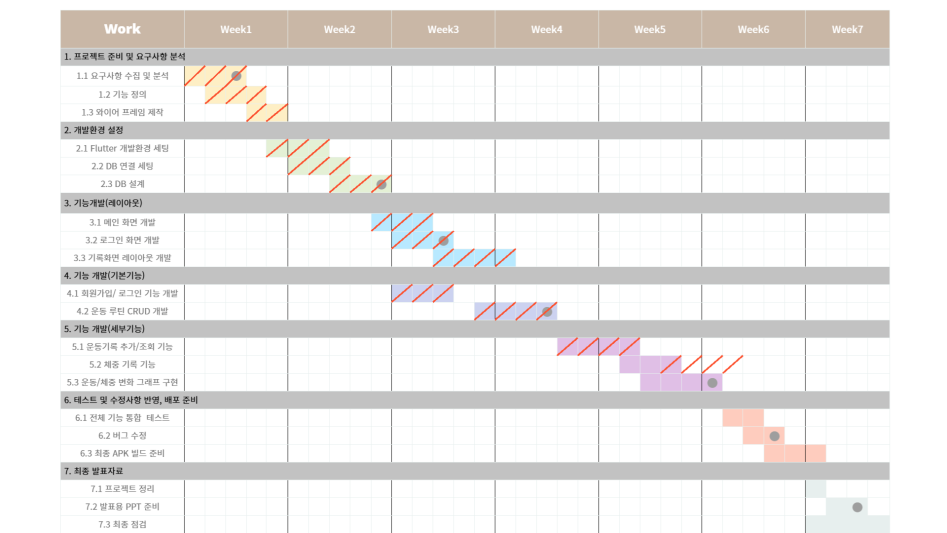 Work Week1 Week2 Week3 Week4 Week5 Week6 Week7
1. 프로젝트 준비 및 요구사항 분석
1.1 요구사항 수집 및 분석
1.2 기능 정의
1.3 와이어 프레임 제작
2. 개발환경 설정
2.1 Flutter 개발환경 세팅
2.2 DB 연결 세팅
2.3 DB 설계
3. 기능개발(레이아웃)
3.1 메인 화면 개발
3.2 로그인 화면 개발
3.3 기록화면 레이아웃 개발
4. 기능 개발(기본기능)
4.1 회원가입/ 로그인 기능 개발
4.2 운동 루틴 CRUD 개발
5. 기능 개발(세부기능)
5.1 운동기록 추가/조회 기능
5.2 체중 기록 기능
5.3 운동/체중 변화 그래프 구현
6. 테스트 및 수정사항 반영, 배포 준비
6.1 전체 기능 통합 테스트
6.2 버그 수정
6.3 최종 APK 빌드 준비
7. 최종 발표자료
7.1 프로젝트 정리
7.2 발표용 PPT 준비
7.3 최종 점검